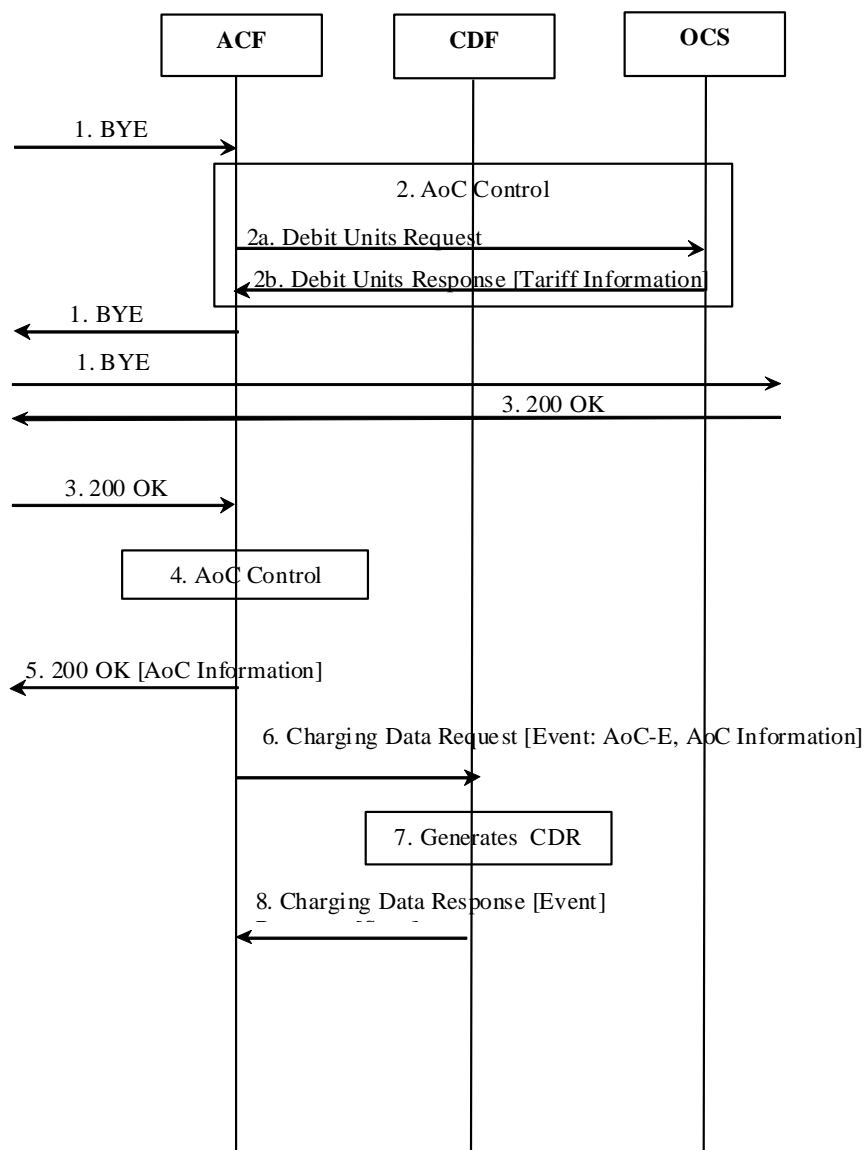 ACF CDF OCS
1. BYE
2. AoC Control
2a. Debit Units Request
2b. Debit Units Response [Tariff Information]
1. BYE
1. BYE
3. 200 OK
3. 200 OK
4. AoC Control
5. 200 OK [AoC Information]
6. Charging Data Request [Event: AoC-E, AoC Information]
7. Generates CDR
8. Charging Data Response [Event]